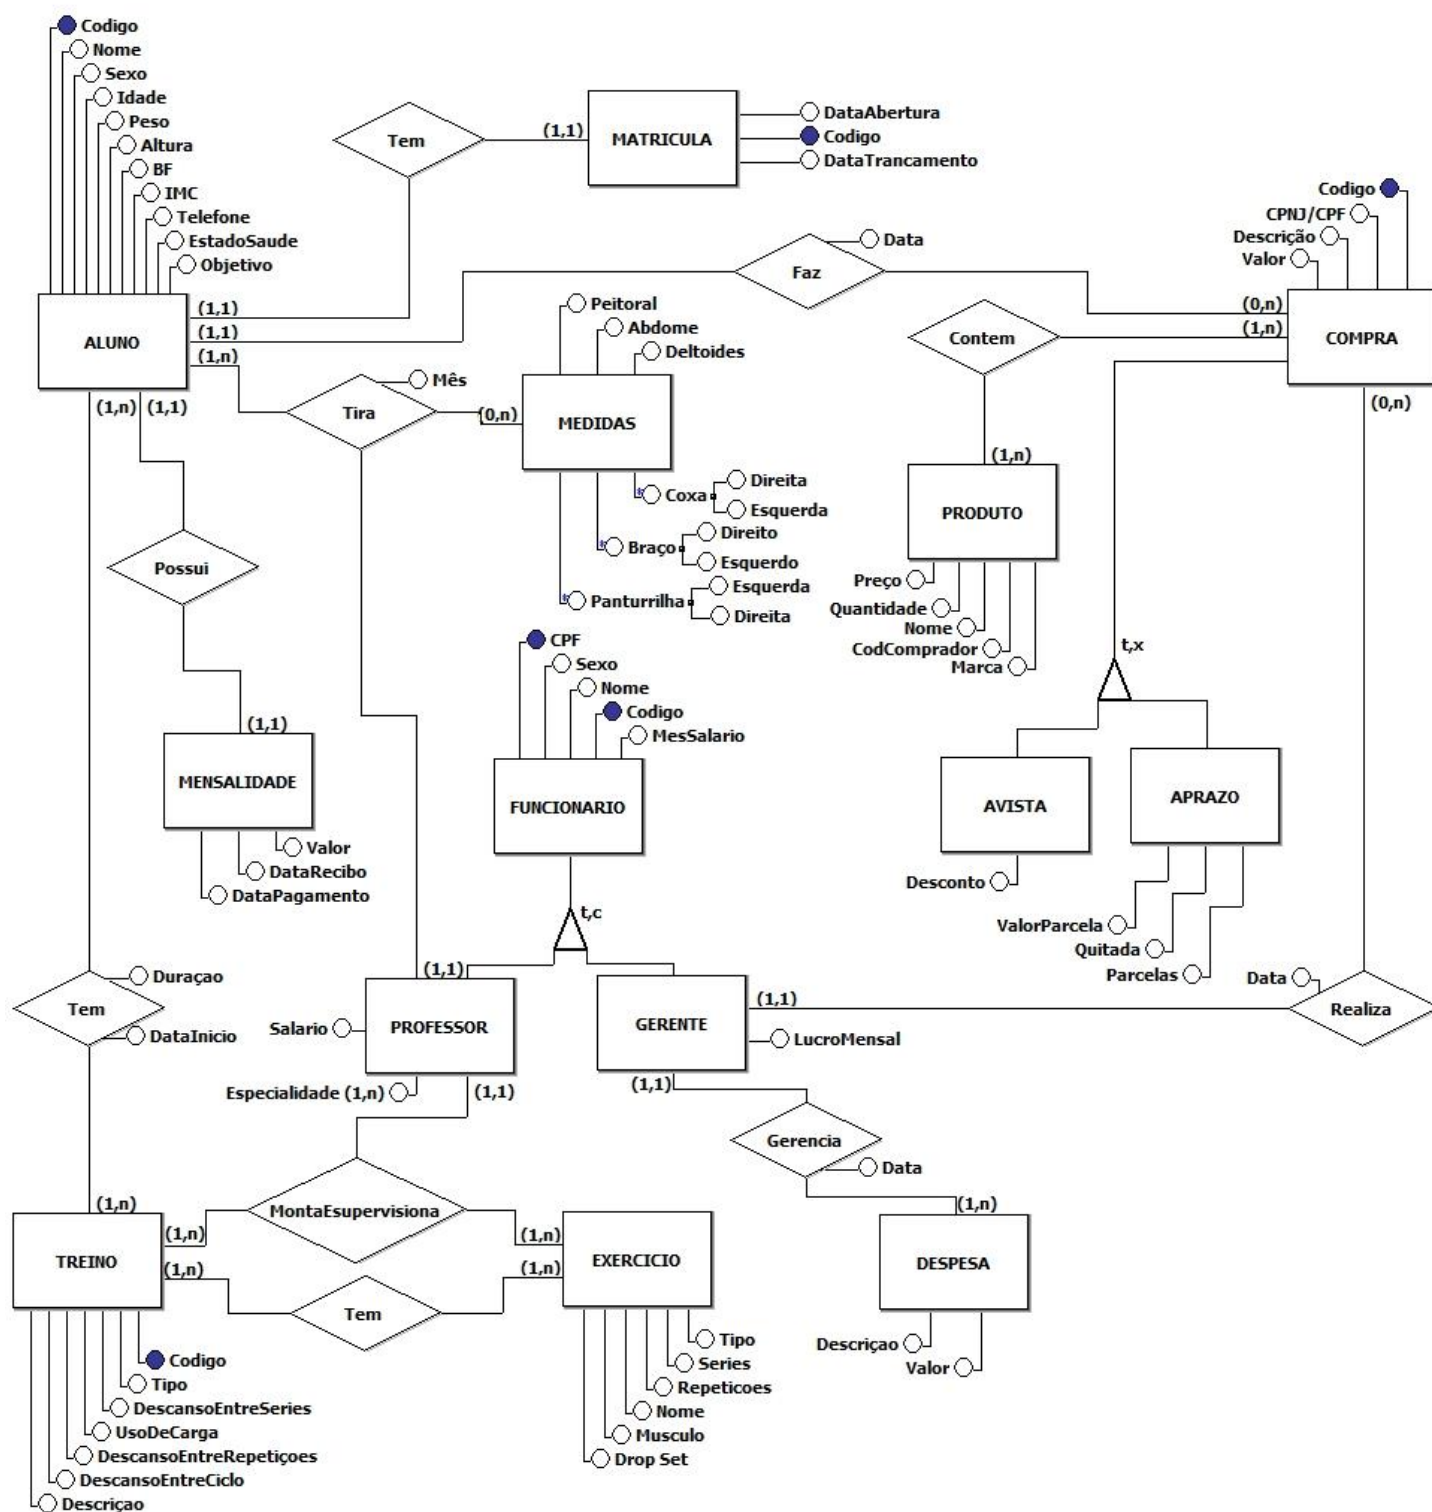 Codigo
Nome
Sexo
Idade
Peso
Altura
BF
IMC
Telefone
EstadoSaude
Objetivo
ALUNO
(1,1)
(1,1)
(1,n)
(1,n)
(1,1)
Tem
(1,1)
MATRICULA
DataAbertura
Codigo
DataTrancamento
Faz
Data
(0,n)
(1,n)
Codigo
CPNJ/CPF
Descrição
Valor
COMPRA
(0,n)
Contem
(1,n)
PRODUTO
Preço
Quantidade
Nome
CodComprador
Marca
Tira
Mês
(0,n)
Peitoral
Abdome
Deltoides
MEDIDAS
* Coxa
Direita
Esquerda
* Braço
Direito
Esquerdo
* Panturrilha
Esquerda
Direita
Possui
(1,1)
MENSALIDADE
Valor
DataRecibo
DataPagamento
CPF
Sexo
Nome
Codigo
MesSalario
FUNCIONARIO
t,c
t,x
AVISTA
Desconto
APRAZO
ValorParcela
Quitada
Parcelas
Tem
Duraçao
DataInicio
(1,1)
PROFESSOR
Salario
Especialidade (1,n)
(1,1)
(1,1)
GERENTE
LucroMensal
(1,1)
Data
Realiza
Gerencia
Data
(1,n)
DESPESA
Descriçao
Valor
MontaEsupervisiona
(1,n)
(1,n)
(1,n)
TREINO
(1,n)
Tem
(1,n)
EXERCICIO
Codigo
Tipo
DescansoEntreSeries
UsoDeCarga
DescansoEntreRepetiçoes
DescansoEntreCiclo
Descriçao
Tipo
Series
Repeticoes
Nome
Musculo
Drop Set